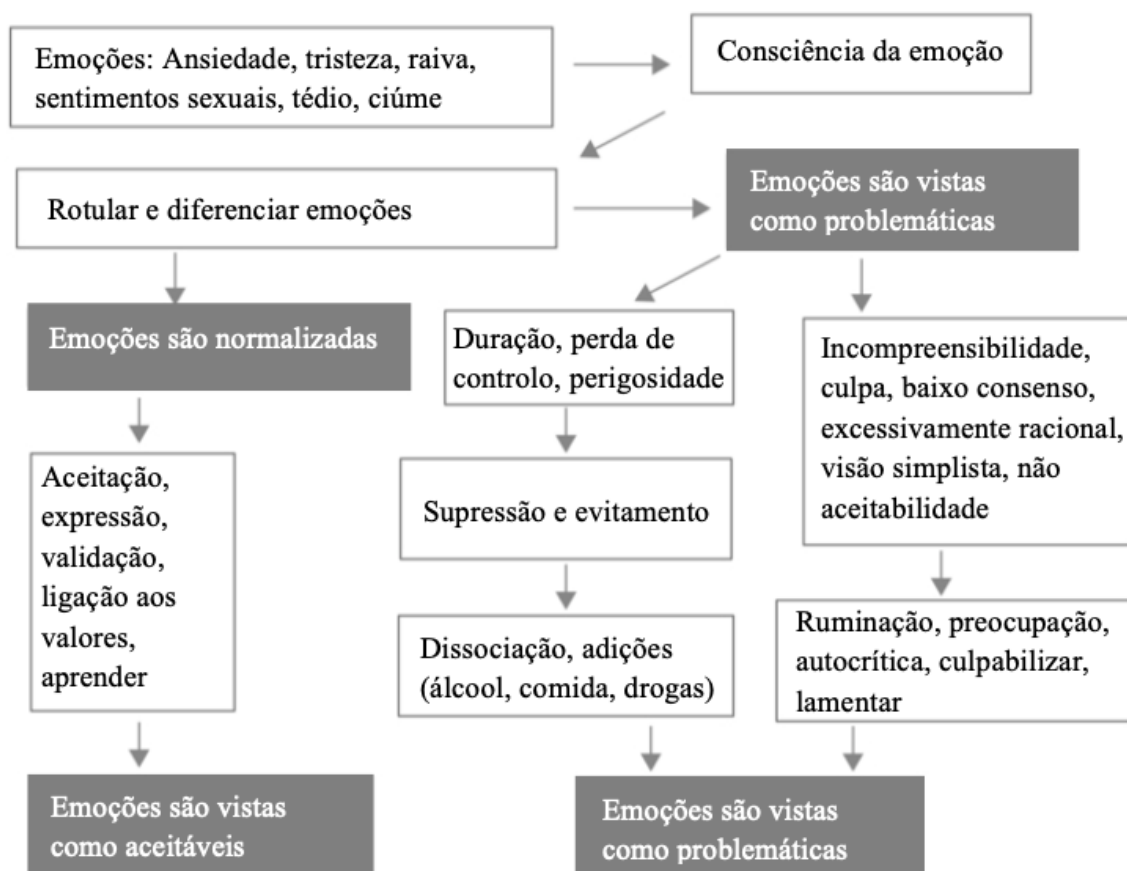 Emoções: Ansiedade, tristeza, raiva,
sentimentos sexuais, tédio, ciúme
Consciência da emoção
Rotular e diferenciar emoções
Emoções são vistas
como problemáticas
Emoções são normalizadas
Duração, perda de
controlo, perigosidade
Incompreensibilidade,
culpa, baixo consenso,
excessivamente racional,
visão simplista, não
aceitabilidade
Aceitação,
expressão,
validação,
ligação aos
valores,
aprender
Supressão e evitamento
Dissociação, adições
(álcool, comida, drogas)
Ruminação, preocupação,
autocrítica, culpabilizar,
lamentar
Emoções são vistas
como aceitáveis
Emoções são vistas
como problemáticas